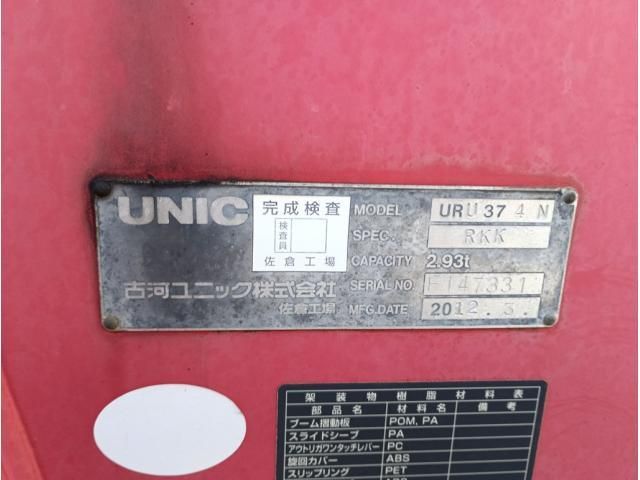 UNIC
完成検査
検査員
佐倉工場
MODEL URU374N
SPEC. RKK
CAPACITY 2.93t
SERIAL NO. F147331
MFG.DATE 2012.3.
古河ユニック株式会社
佐倉工場
架装物樹脂材料表
部品名 材料名 備考
ブーム摺動板 POM, PA
スライドシーブ PA
アウトリガワンタッチレバー PC
旋回カバー ABS
スリップリング PET